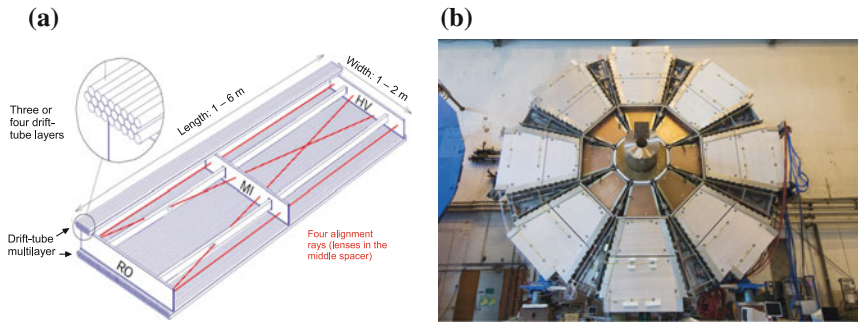 (a)
(b)
Three or
four drift-
tube layers
Length: 1 – 6 m
Width: 1 – 2 m
HV
MI
RO
Drift-tube
multilayer
Four alignment
rays (lenses in the
middle spacer)